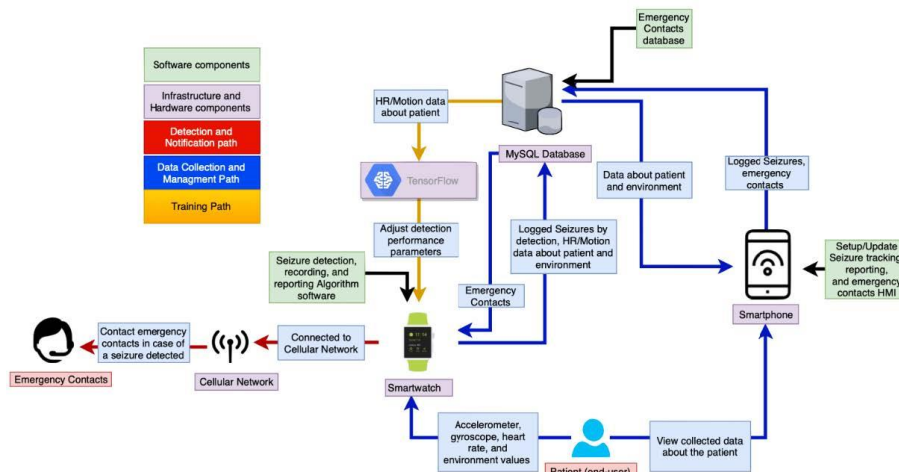 Emergency
Contacts
database
Software components
Infrastructure and
Hardware components
Detection and
Notification path
Data Collection and
Managment Path
Training Path
HR/Motion data
about patient
MySQL Database
TensorFlow
Data about patient
and environment
Logged Seizures,
emergency
contacts
Adjust detection
performance
parameters
Logged Seizures by
detection, HR/Motion
data about patient and
environment
Seizure detection,
recording, and
reporting Algorithm
software
Emergency
Contacts
Setup/Update
Seizure tracking,
reporting,
and emergency
contacts HMI
Smartphone
Contact emergency
contacts in case of
a seizure detected
Connected to
Cellular Network
Emergency Contacts
Cellular Network
Smartwatch
Accelerometer,
gyroscope, heart
rate, and
environment values
View collected data
about the patient
Patient (end user)